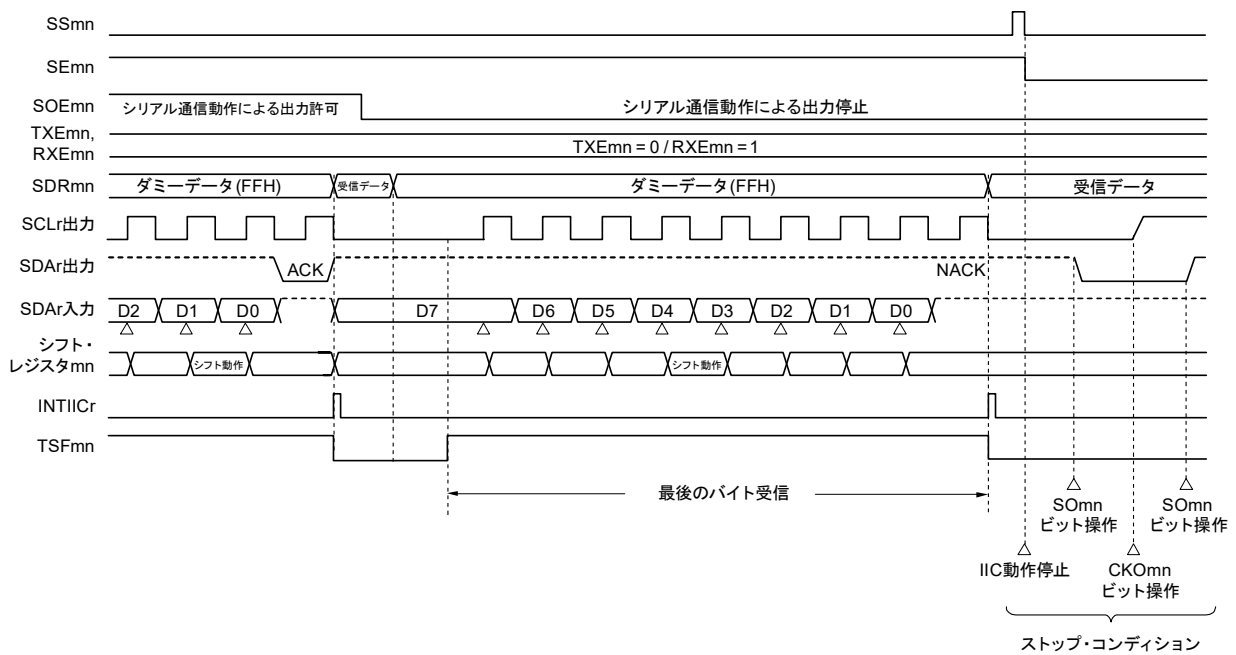 SSmn
SEmn
SOEmn
シリアル通信動作による出力許可
シリアル通信動作による出力停止
TXEmn,
RXEmn
TXEmn = 0 / RXEmn = 1
SDRmn
ダミーデータ(FFH)
受信データ
ダミーデータ(FFH)
受信データ
SCLr出力
SDAr出力
ACK
NACK
SDAr入力
D2
D1
D0
D7
D6
D5
D4
D3
D2
D1
D0
シフト・
レジスタmn
シフト動作
シフト動作
INTIICr
TSFmn
最後のバイト受信
SOmn
ビット操作
SOmn
ビット操作
IIC動作停止
CKOmn
ビット操作
ストップ・コンディション